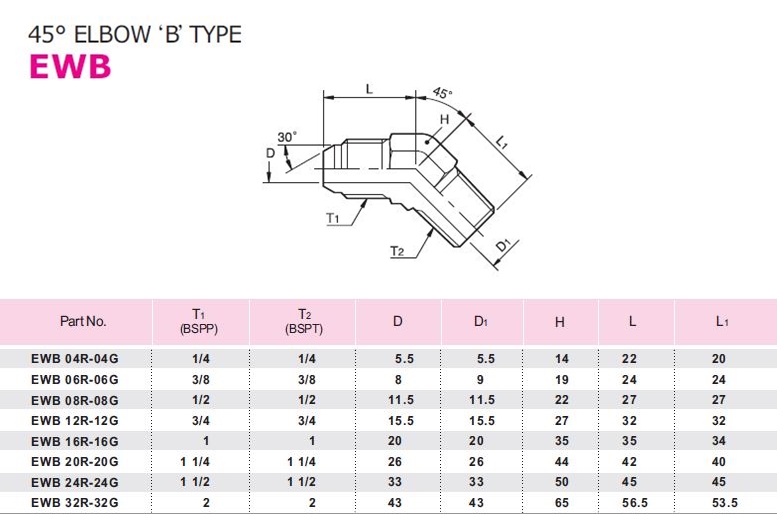 45° ELBOW ‘B’ TYPE
EWB
L
45°
H
30°
D
L1
T1
T2
D1
Part No. T1 (BSPP) T2 (BSPT) D D1 H L L1
EWB 04R-04G 1/4 1/4 5.5 5.5 14 22 20
EWB 06R-06G 3/8 3/8 8 9 19 24 24
EWB 08R-08G 1/2 1/2 11.5 11.5 22 27 27
EWB 12R-12G 3/4 3/4 15.5 15.5 27 32 32
EWB 16R-16G 1 1 20 20 35 35 34
EWB 20R-20G 1 1/4 1 1/4 26 26 44 42 40
EWB 24R-24G 1 1/2 1 1/2 33 33 50 45 45
EWB 32R-32G 2 2 43 43 65 56.5 53.5